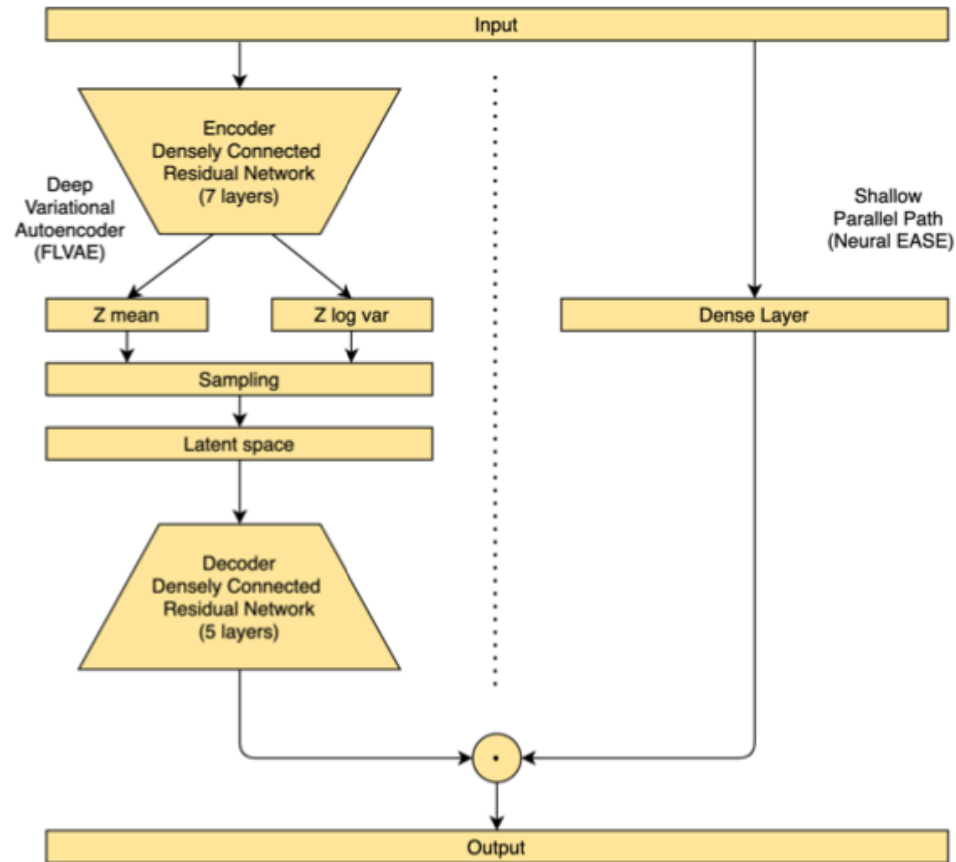 Input
Encoder
Densely Connected
Residual Network
(7 layers)
Deep
Variational
Autoencoder
(FLVAE)
Shallow
Parallel Path
(Neural EASE)
Z mean
Z log var
Dense Layer
Sampling
Latent space
Decoder
Densely Connected
Residual Network
(5 layers)
Output